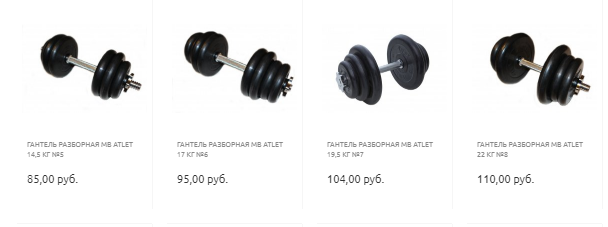 ГАНТЕЛЬ РАЗБОРНАЯ MB ATLET
14,5 КГ №5
85,00 руб.
ГАНТЕЛЬ РАЗБОРНАЯ MB ATLET
17 КГ №6
95,00 руб.
ГАНТЕЛЬ РАЗБОРНАЯ MB ATLET
19,5 КГ №7
104,00 руб.
ГАНТЕЛЬ РАЗБОРНАЯ MB ATLET
22 КГ №8
110,00 руб.